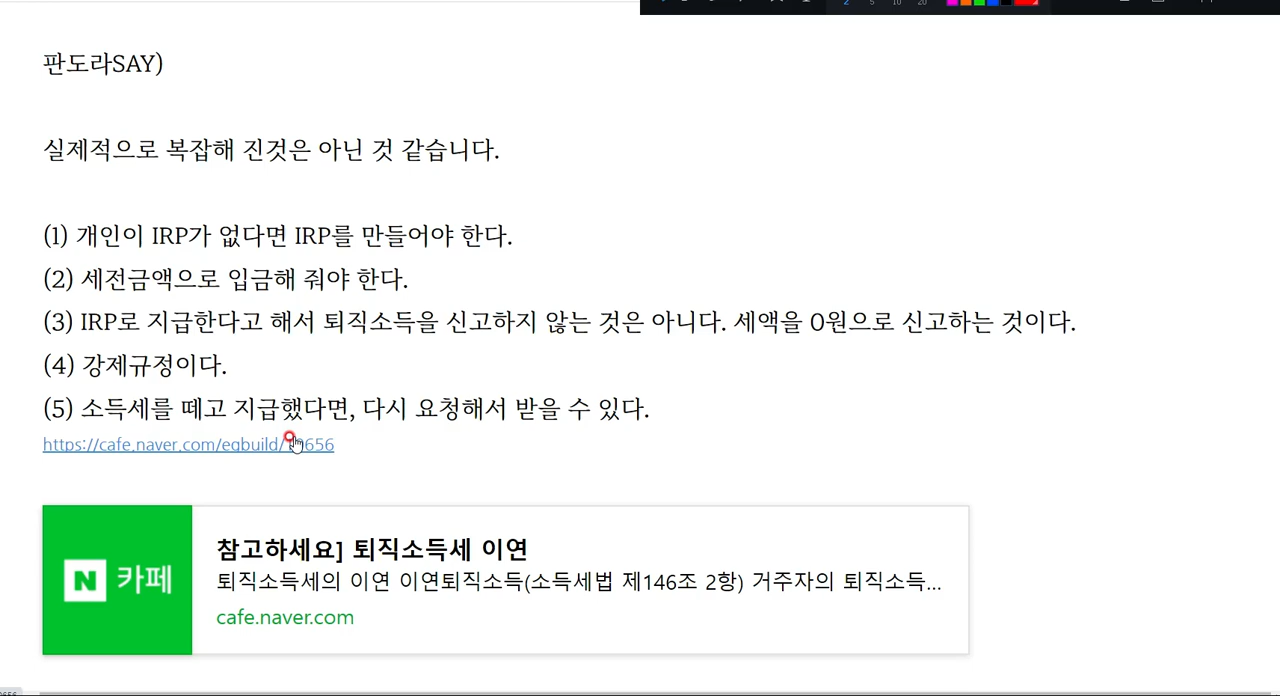 2 5 10 20
판도라SAY)
실제적으로 복잡해 진것은 아닌 것 같습니다.
(1) 개인이 IRP가 없다면 IRP를 만들어야 한다.
(2) 세전금액으로 입금해 줘야 한다.
(3) IRP로 지급한다고 해서 퇴직소득을 신고하지 않는 것은 아니다. 세액을 0원으로 신고하는 것이다.
(4) 강제규정이다.
(5) 소득세를 떼고 지급했다면, 다시 요청해서 받을 수 있다.
https://cafe.naver.com/eqbuild/
참고하세요] 퇴직소득세 이연
N 카페
퇴직소득세의 이연 이연퇴직소득(소득세법 제146조 2항) 거주자의 퇴직소득...
cafe.naver.com